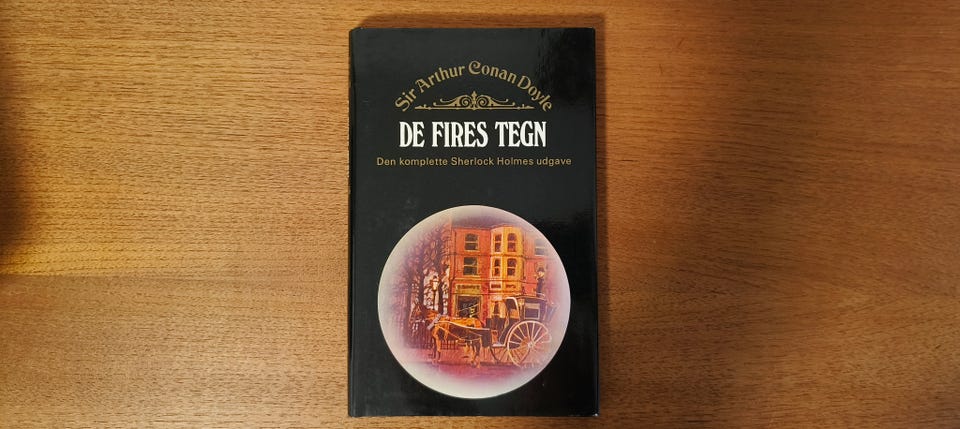 Sir Arthur Conan Doyle
DE FIRES TEGN
Den komplette Sherlock Holmes udgave